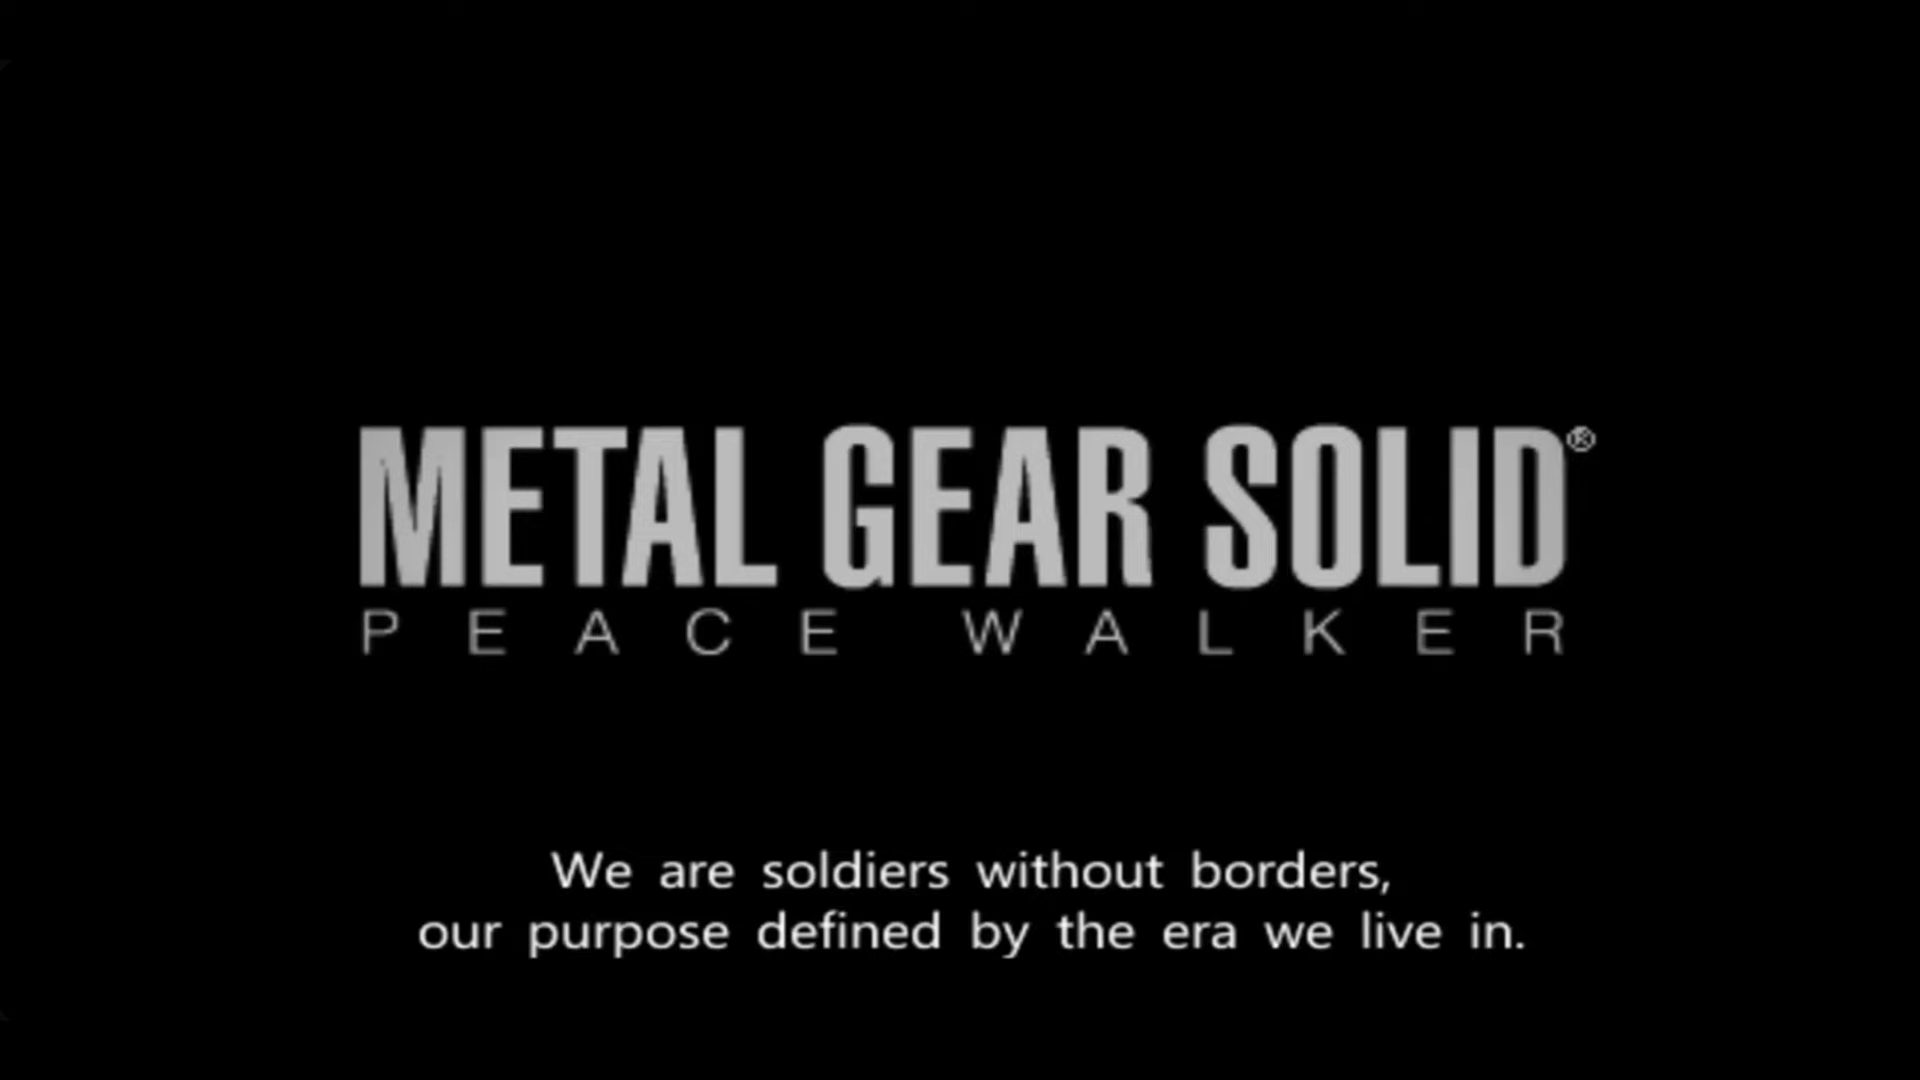 METAL GEAR SOLID®
PEACE WALKER
We are soldiers without borders,
our purpose defined by the era we live in.